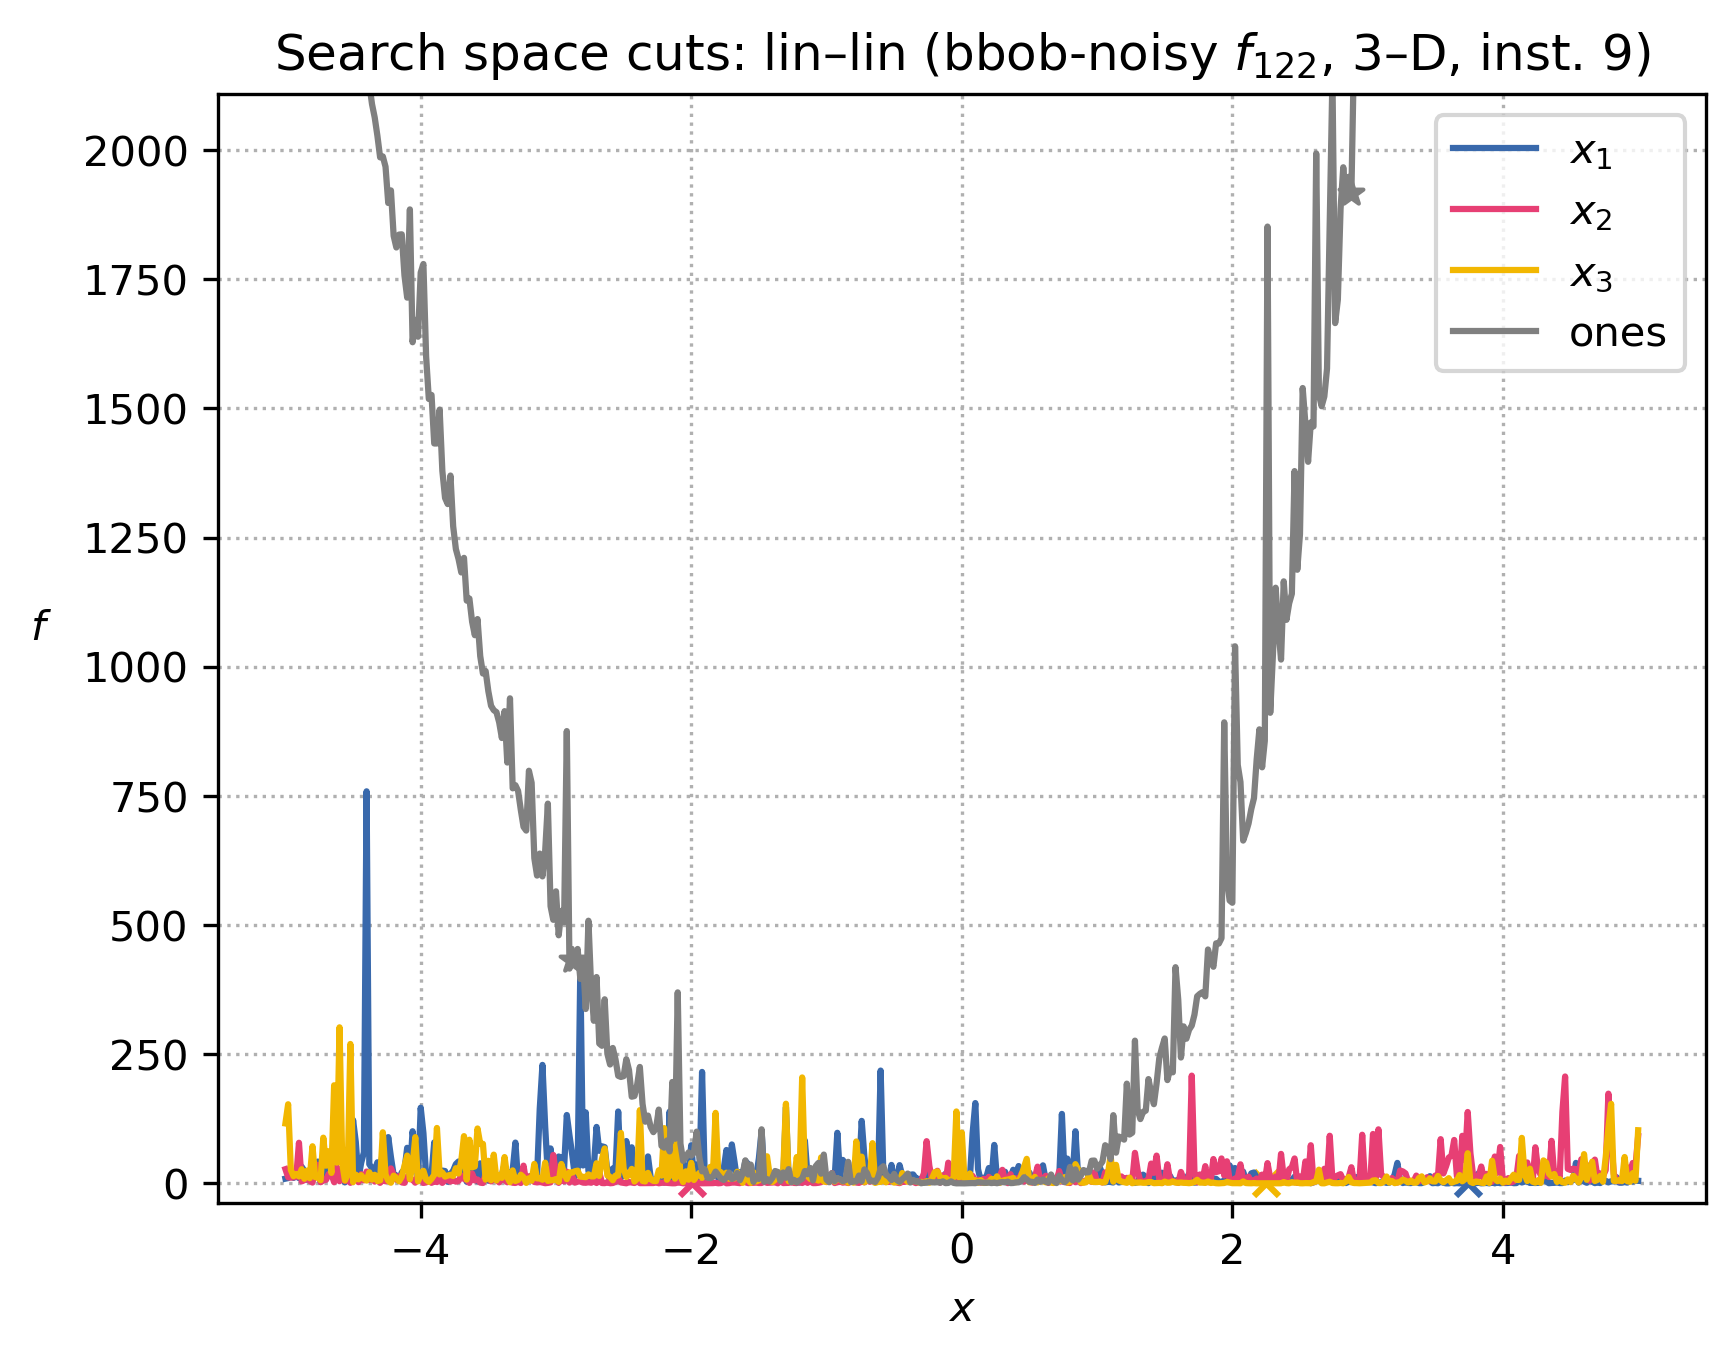 Search space cuts: lin–lin (bbob-noisy f₁₂₂, 3–D, inst. 9)
2000
1750
1500
1250
1000
750
500
250
0
f
−4
−2
0
2
4
x
x₁
x₂
x₃
ones